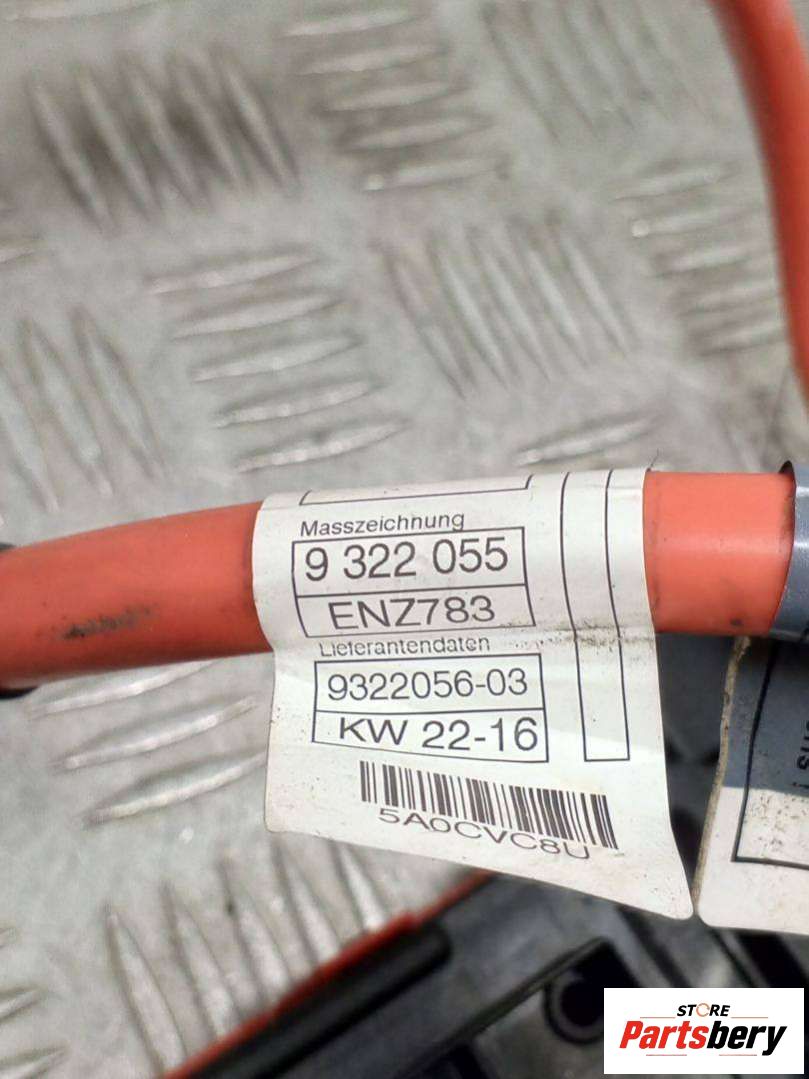 Masszeichnung
9 322 055
ENZ783
Lieferantendaten
9322056-03
KW 22-16
5A0CVC8U
STORE
Partsbery